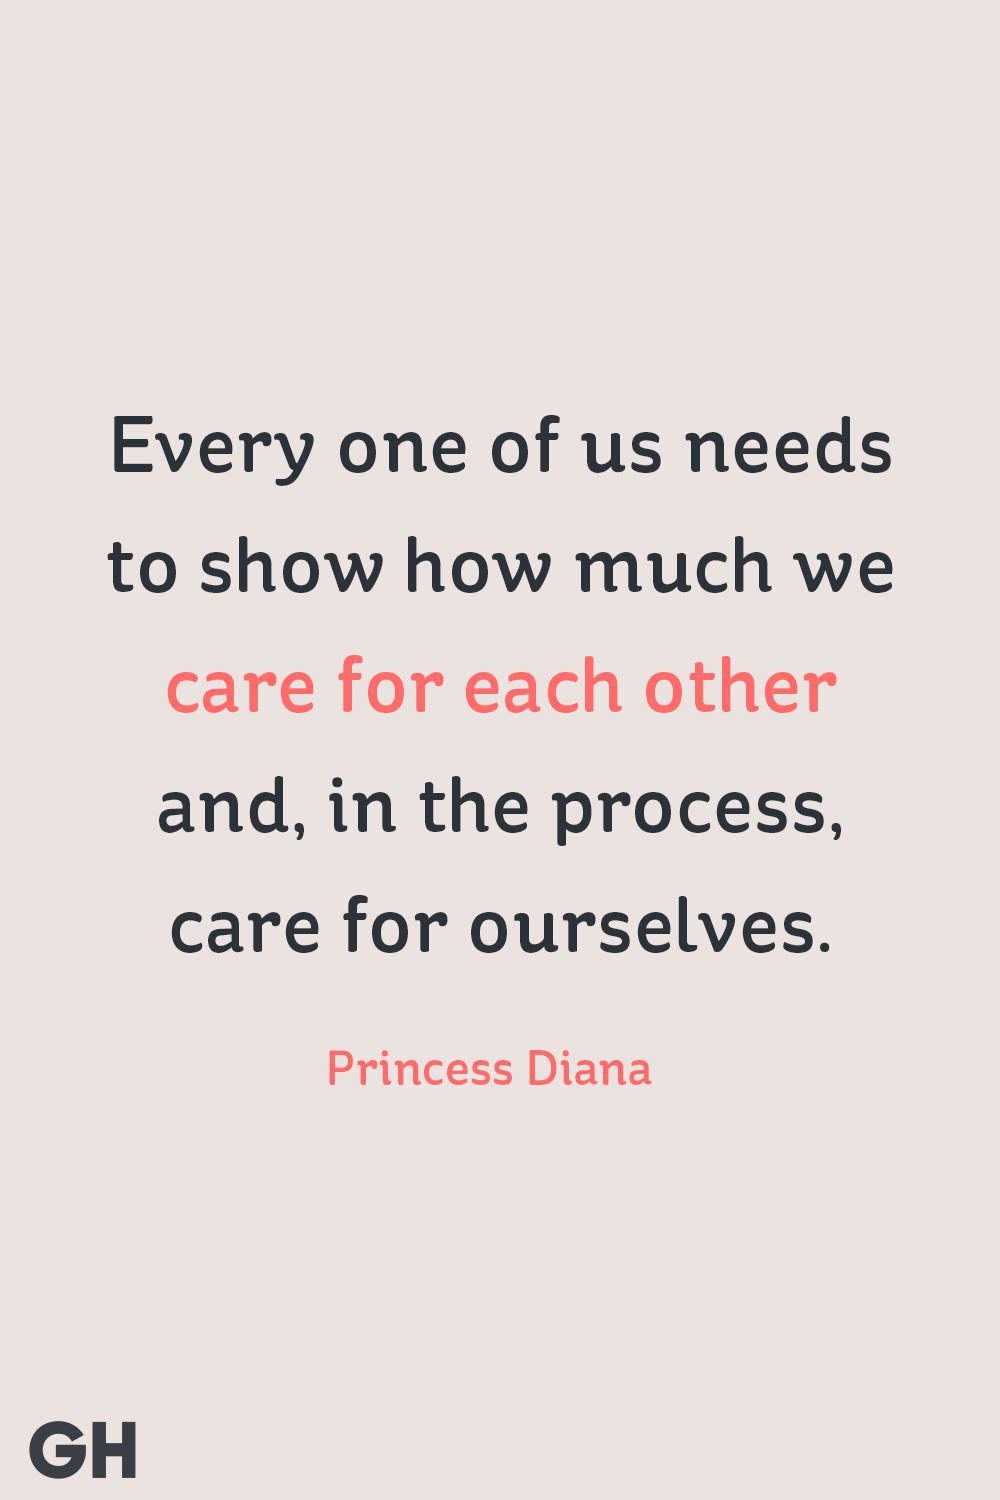 Every one of us needs
to show how much we
care for each other
and, in the process,
care for ourselves.
Princess Diana
GH